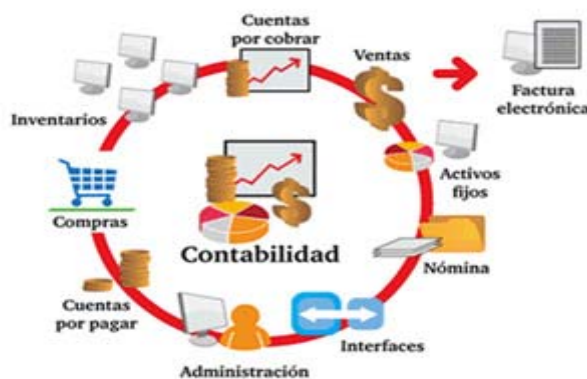 Cuentas
por cobrar
Ventas
Factura
electrónica
Inventarios
Activos
fijos
Compras
Contabilidad
Nómina
Cuentas
por pagar
Interfaces
Administración